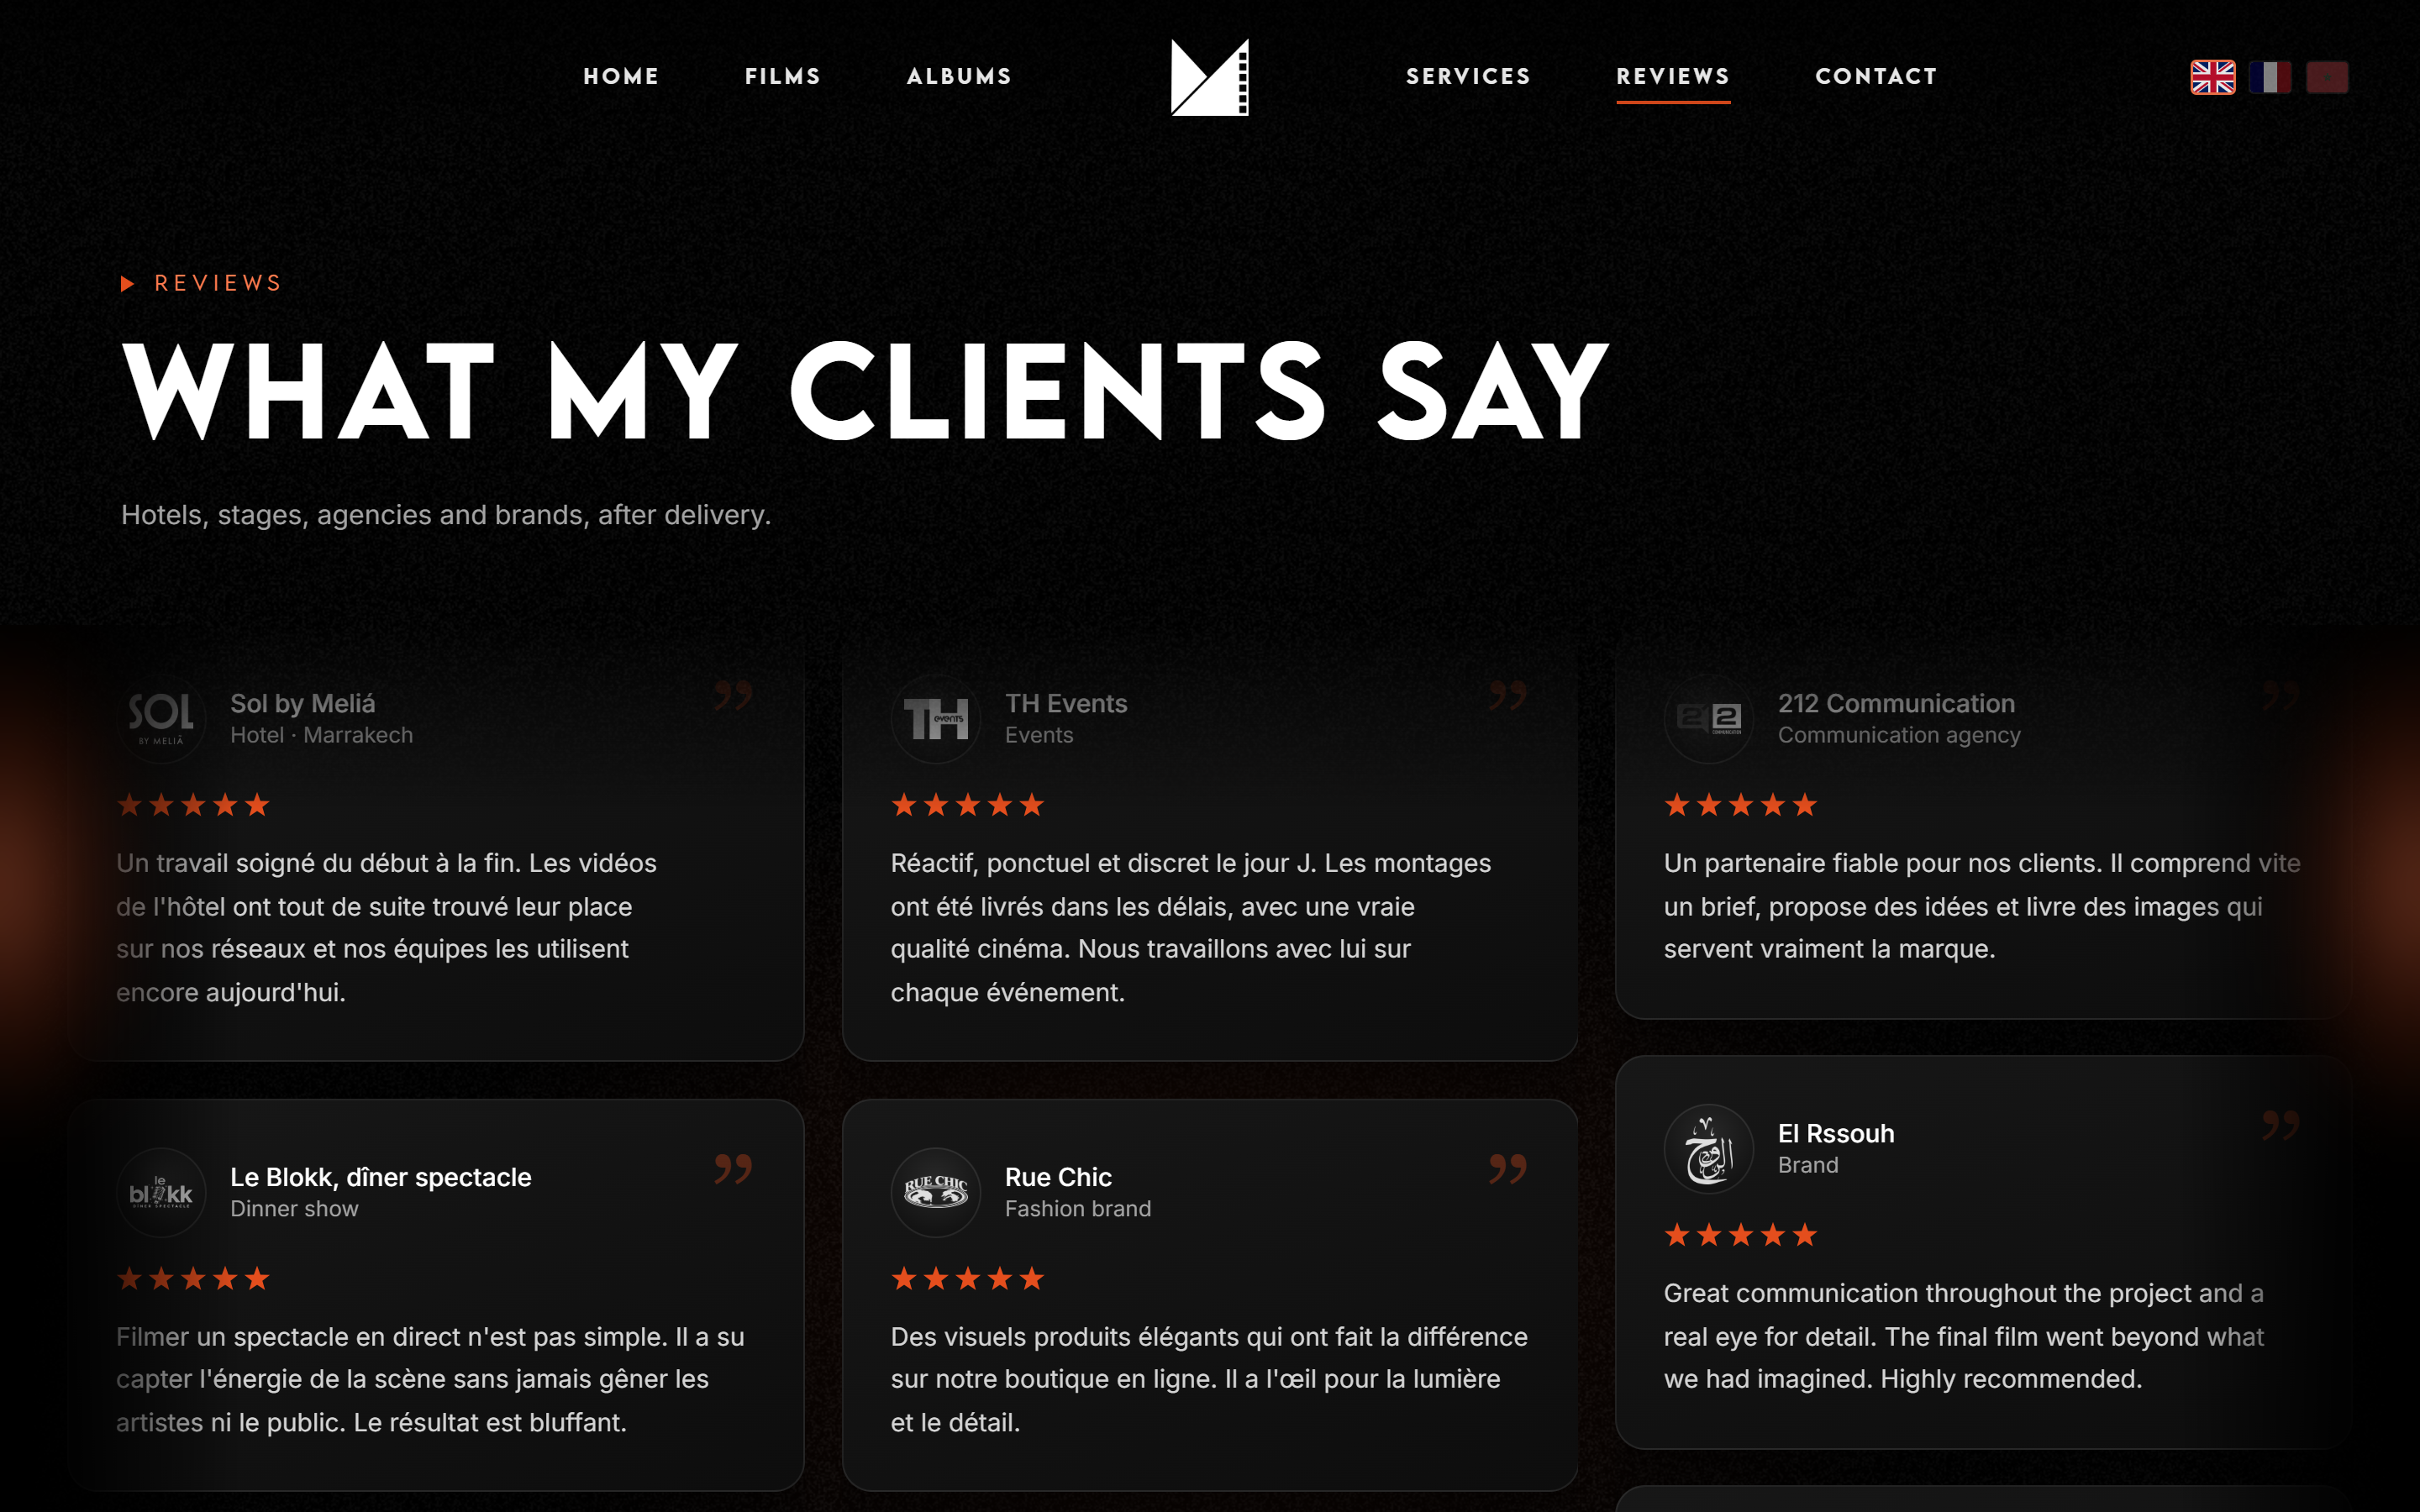 HOME FILMS ALBUMS SERVICES REVIEWS CONTACT
REVIEWS
WHAT MY CLIENTS SAY
Hotels, stages, agencies and brands, after delivery.
SOL
BY MELIÁ
Sol by Meliá
Hotel · Marrakech
Un travail soigné du début à la fin. Les vidéos
de l'hôtel ont tout de suite trouvé leur place
sur nos réseaux et nos équipes les utilisent
encore aujourd'hui.
TH events
TH Events
Events
Réactif, ponctuel et discret le jour J. Les montages
ont été livrés dans les délais, avec une vraie
qualité cinéma. Nous travaillons avec lui sur
chaque événement.
212 Communication
Communication agency
Un partenaire fiable pour nos clients. Il comprend vite
un brief, propose des idées et livre des images qui
servent vraiment la marque.
le
blokk
DÎNER SPECTACLE
Le Blokk, dîner spectacle
Dinner show
Filmer un spectacle en direct n'est pas simple. Il a su
capter l'énergie de la scène sans jamais gêner les
artistes ni le public. Le résultat est bluffant.
RUE CHIC
Rue Chic
Fashion brand
Des visuels produits élégants qui ont fait la différence
sur notre boutique en ligne. Il a l'œil pour la lumière
et le détail.
El Rssouh
Brand
Great communication throughout the project and a
real eye for detail. The final film went beyond what
we had imagined. Highly recommended.